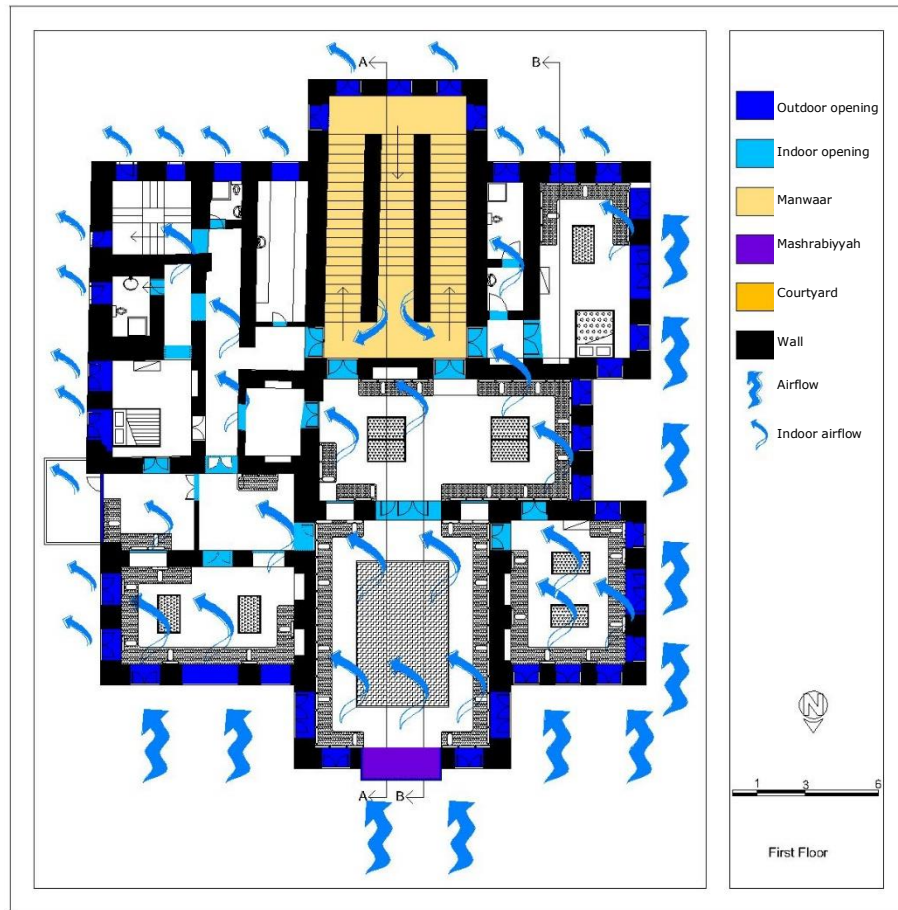 A
B
Outdoor opening
Indoor opening
Manwaar
Mashrabiyyah
Courtyard
Wall
Airflow
Indoor airflow
N
1 3 6
A B
First Floor